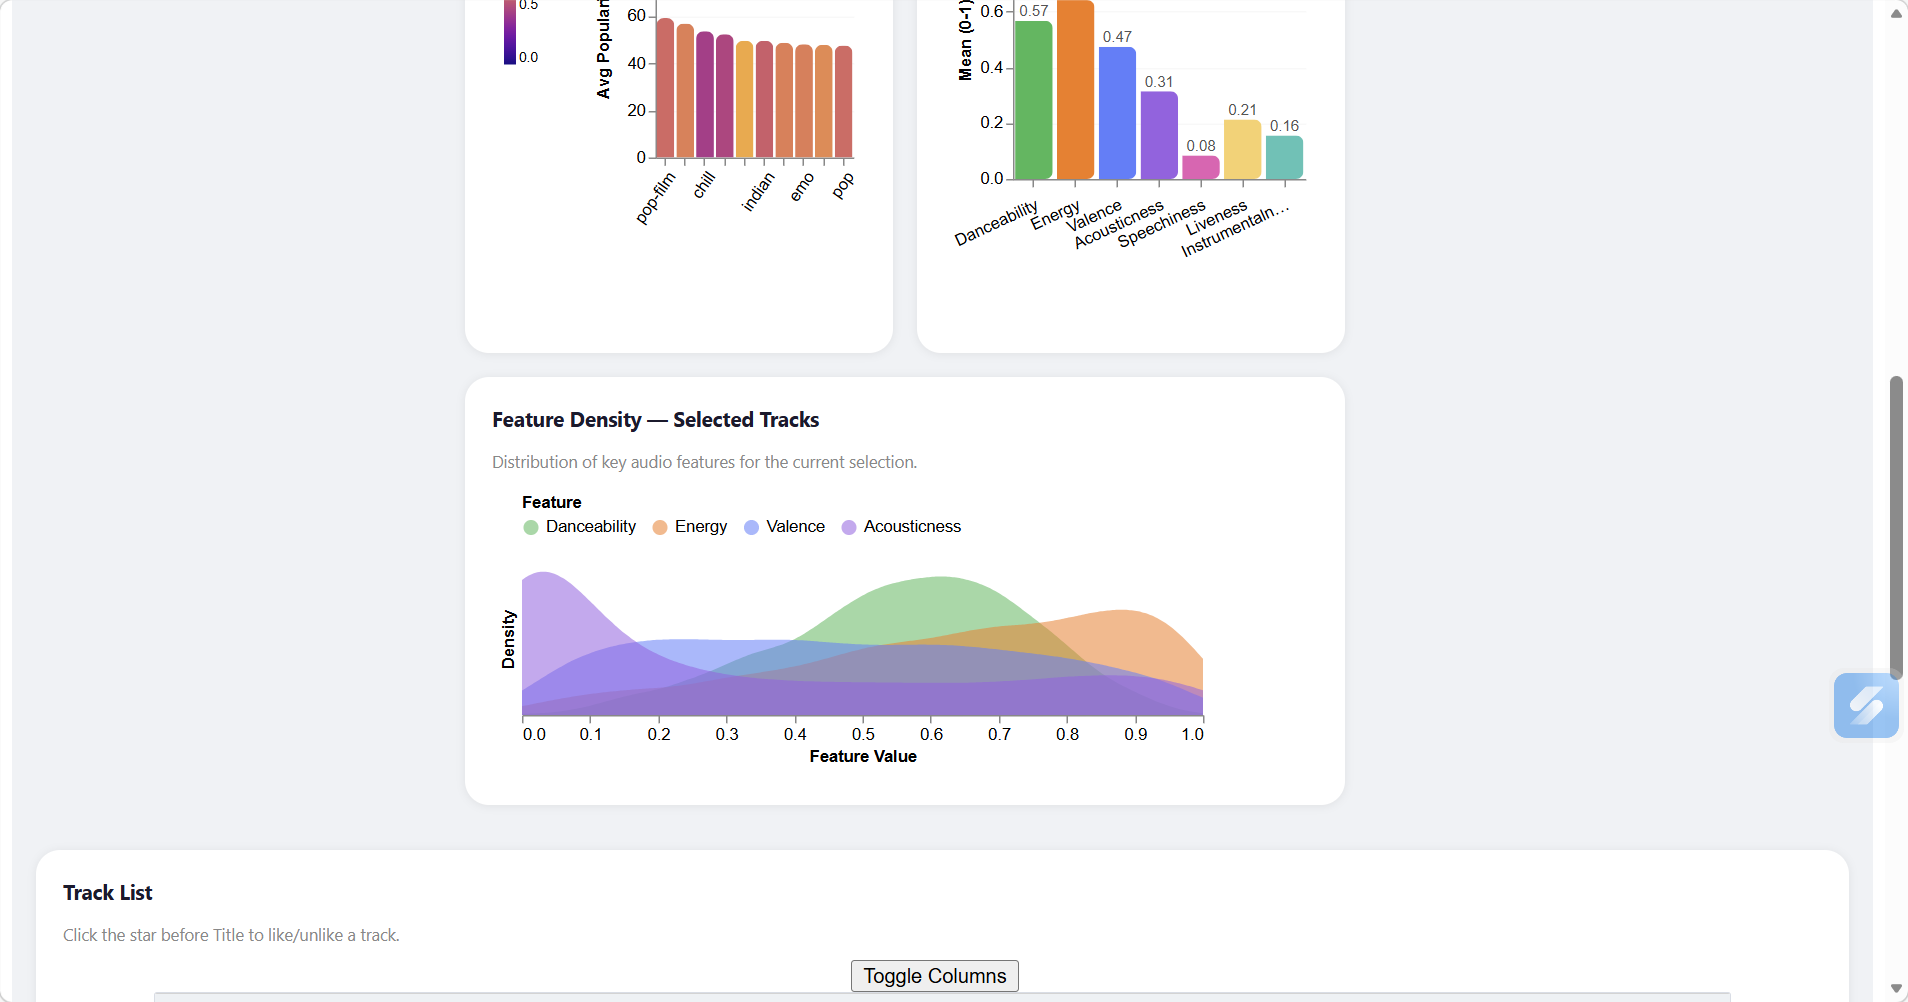 0.5
0.0
Avg Popular
60
40
20
0
pop-film
chill
indian
emo
pop
Mean (0-1)
0.6
0.4
0.2
0.0
0.57
0.47
0.31
0.08
0.21
0.16
Danceability
Energy
Valence
Acousticness
Speechiness
Liveness
Instrumentaln…
Feature Density — Selected Tracks
Distribution of key audio features for the current selection.
Feature
Danceability Energy Valence Acousticness
Density
0.0 0.1 0.2 0.3 0.4 0.5 0.6 0.7 0.8 0.9 1.0
Feature Value
Track List
Click the star before Title to like/unlike a track.
Toggle Columns